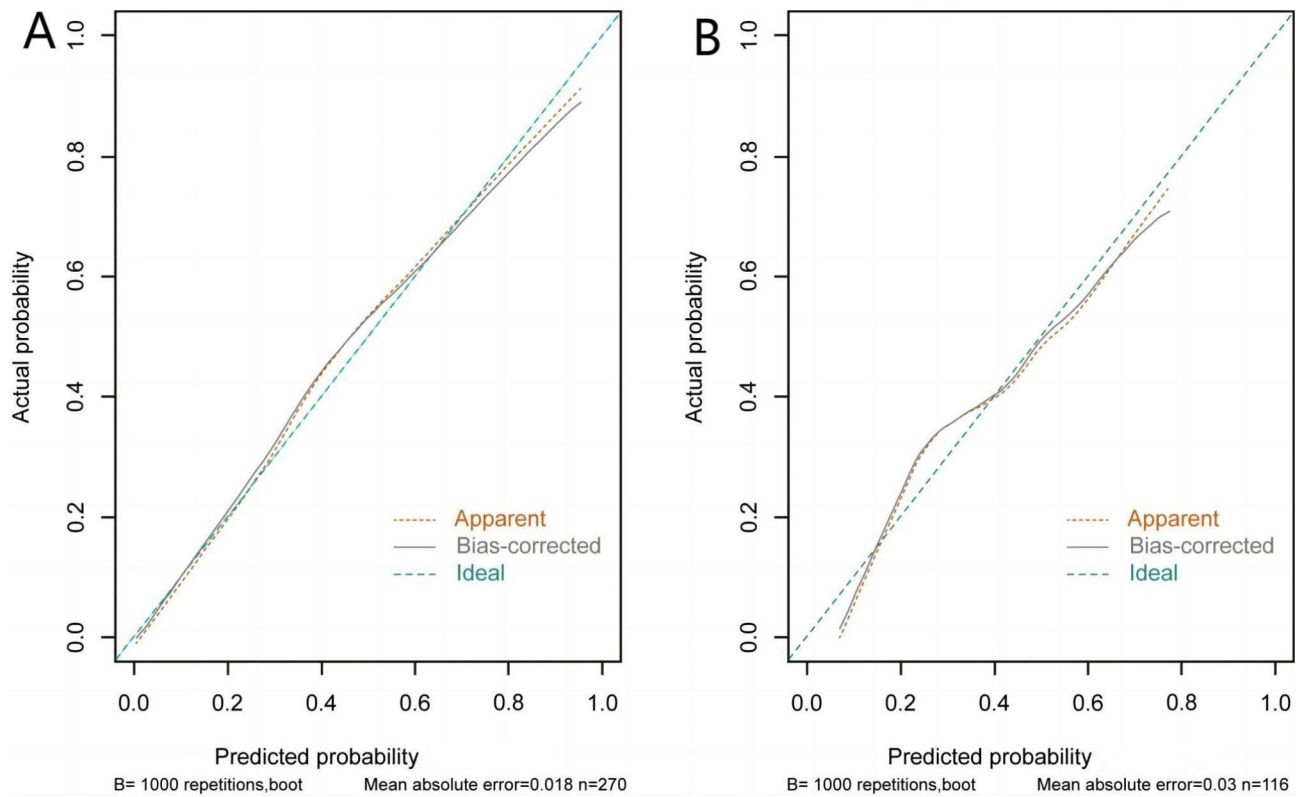 A
Actual probability
1.0
0.8
0.6
0.4
0.2
0.0
Apparent
Bias-corrected
Ideal
0.0 0.2 0.4 0.6 0.8 1.0
Predicted probability
B= 1000 repetitions,boot Mean absolute error=0.018 n=270
B
Actual probability
1.0
0.8
0.6
0.4
0.2
0.0
Apparent
Bias-corrected
Ideal
0.0 0.2 0.4 0.6 0.8 1.0
Predicted probability
B= 1000 repetitions,boot Mean absolute error=0.03 n=116